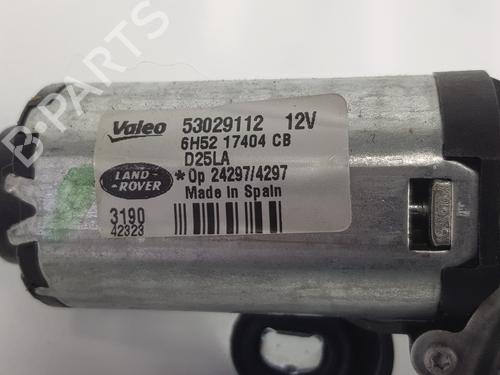 B-PARTS
Valeo 53029112 12V
6H52 17404 CB
D25LA
LAND
-ROVER
*Op 24297/4297
Made in Spain
3190
42323